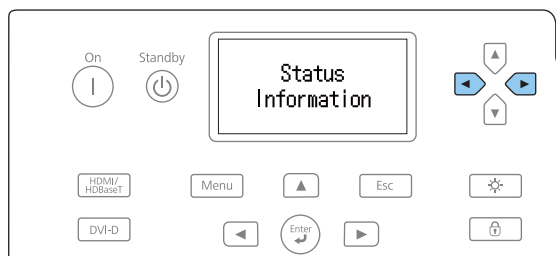 On
Standby
Status
Information
HDMI/
HDBaseT
Menu
Esc
DVI-D
Enter